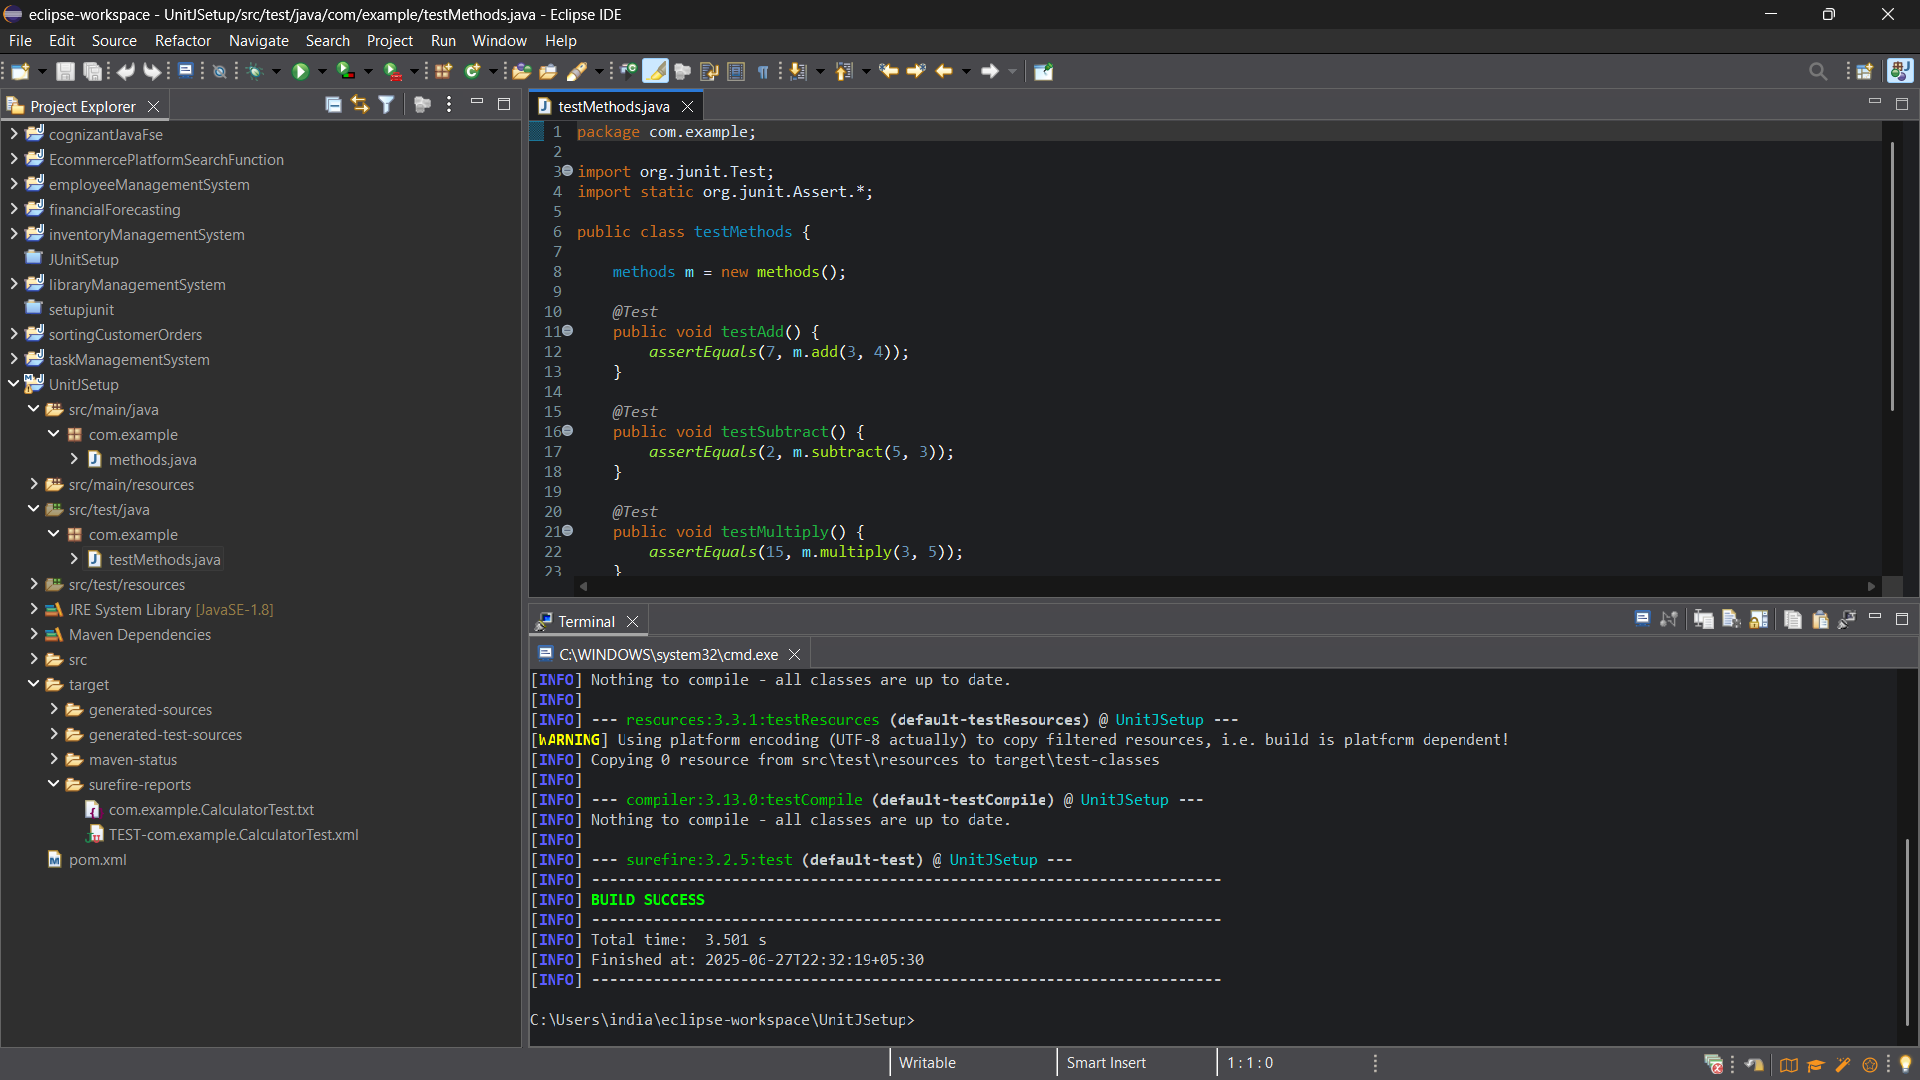 eclipse-workspace - UnitJSetup/src/test/java/com/example/testMethods.java - Eclipse IDE
File Edit Source Refactor Navigate Search Project Run Window Help
Project Explorer
cognizantJavaFse
EcommercePlatformSearchFunction
employeeManagementSystem
financialForecasting
inventoryManagementSystem
JUnitSetup
libraryManagementSystem
setupjunit
sortingCustomerOrders
taskManagementSystem
UnitJSetup
src/main/java
com.example
methods.java
src/main/resources
src/test/java
com.example
testMethods.java
src/test/resources
JRE System Library [JavaSE-1.8]
Maven Dependencies
src
target
generated-sources
generated-test-sources
maven-status
surefire-reports
com.example.CalculatorTest.txt
TEST-com.example.CalculatorTest.xml
pom.xml
testMethods.java
1 package com.example;
2
3 import org.junit.Test;
4 import static org.junit.Assert.*;
5
6 public class testMethods {
7
8 methods m = new methods();
9
10 @Test
11 public void testAdd() {
12 assertEquals(7, m.add(3, 4));
13 }
14
15 @Test
16 public void testSubtract() {
17 assertEquals(2, m.subtract(5, 3));
18 }
19
20 @Test
21 public void testMultiply() {
22 assertEquals(15, m.multiply(3, 5));
23 }
Terminal
C:\WINDOWS\system32\cmd.exe
[INFO] Nothing to compile - all classes are up to date.
[INFO]
[INFO] --- resources:3.3.1:testResources (default-testResources) @ UnitJSetup ---
[WARNING] Using platform encoding (UTF-8 actually) to copy filtered resources, i.e. build is platform dependent!
[INFO] Copying 0 resource from src\test\resources to target\test-classes
[INFO]
[INFO] --- compiler:3.13.0:testCompile (default-testCompile) @ UnitJSetup ---
[INFO] Nothing to compile - all classes are up to date.
[INFO]
[INFO] --- surefire:3.2.5:test (default-test) @ UnitJSetup ---
[INFO] ------------------------------------------------------------------------
[INFO] BUILD SUCCESS
[INFO] ------------------------------------------------------------------------
[INFO] Total time:  3.501 s
[INFO] Finished at: 2025-06-27T22:32:19+05:30
[INFO] ------------------------------------------------------------------------
C:\Users\india\eclipse-workspace\UnitJSetup>
Writable Smart Insert 1 : 1 : 0